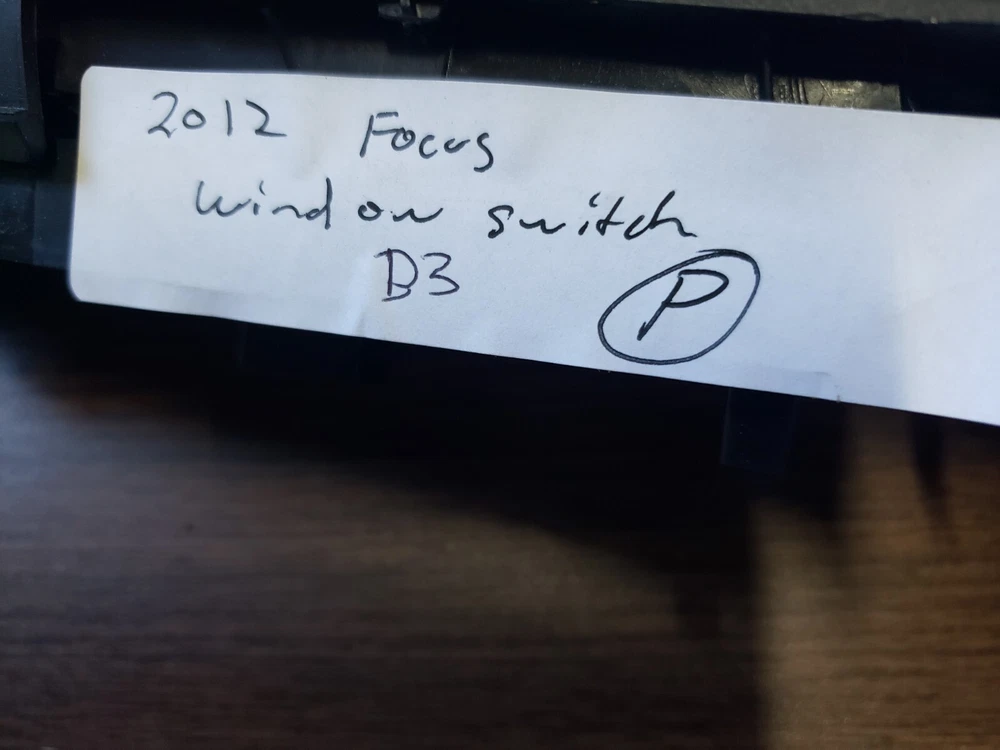 2012 Focus
window switch
B3
P